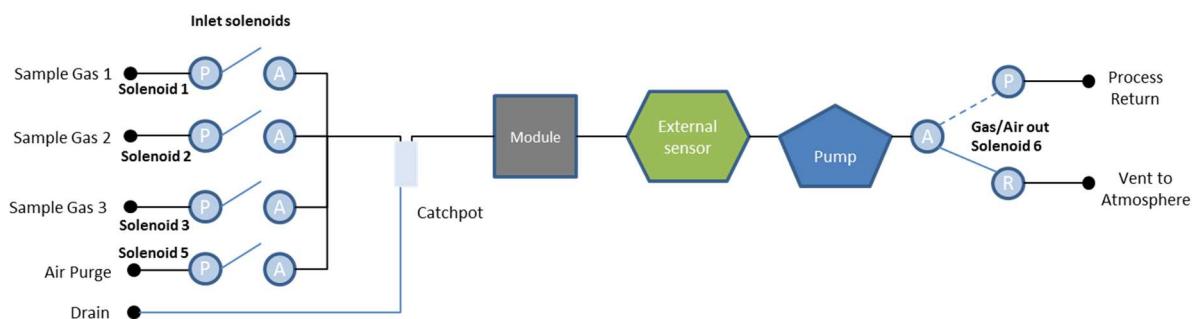 Inlet solenoids
Sample Gas 1
P
A
Solenoid 1
Sample Gas 2
P
A
Solenoid 2
Sample Gas 3
P
A
Solenoid 3
Solenoid 5
Air Purge
P
A
Drain
Catchpot
Module
External
sensor
Pump
A
P
Process
Return
Gas/Air out
Solenoid 6
R
Vent to
Atmosphere